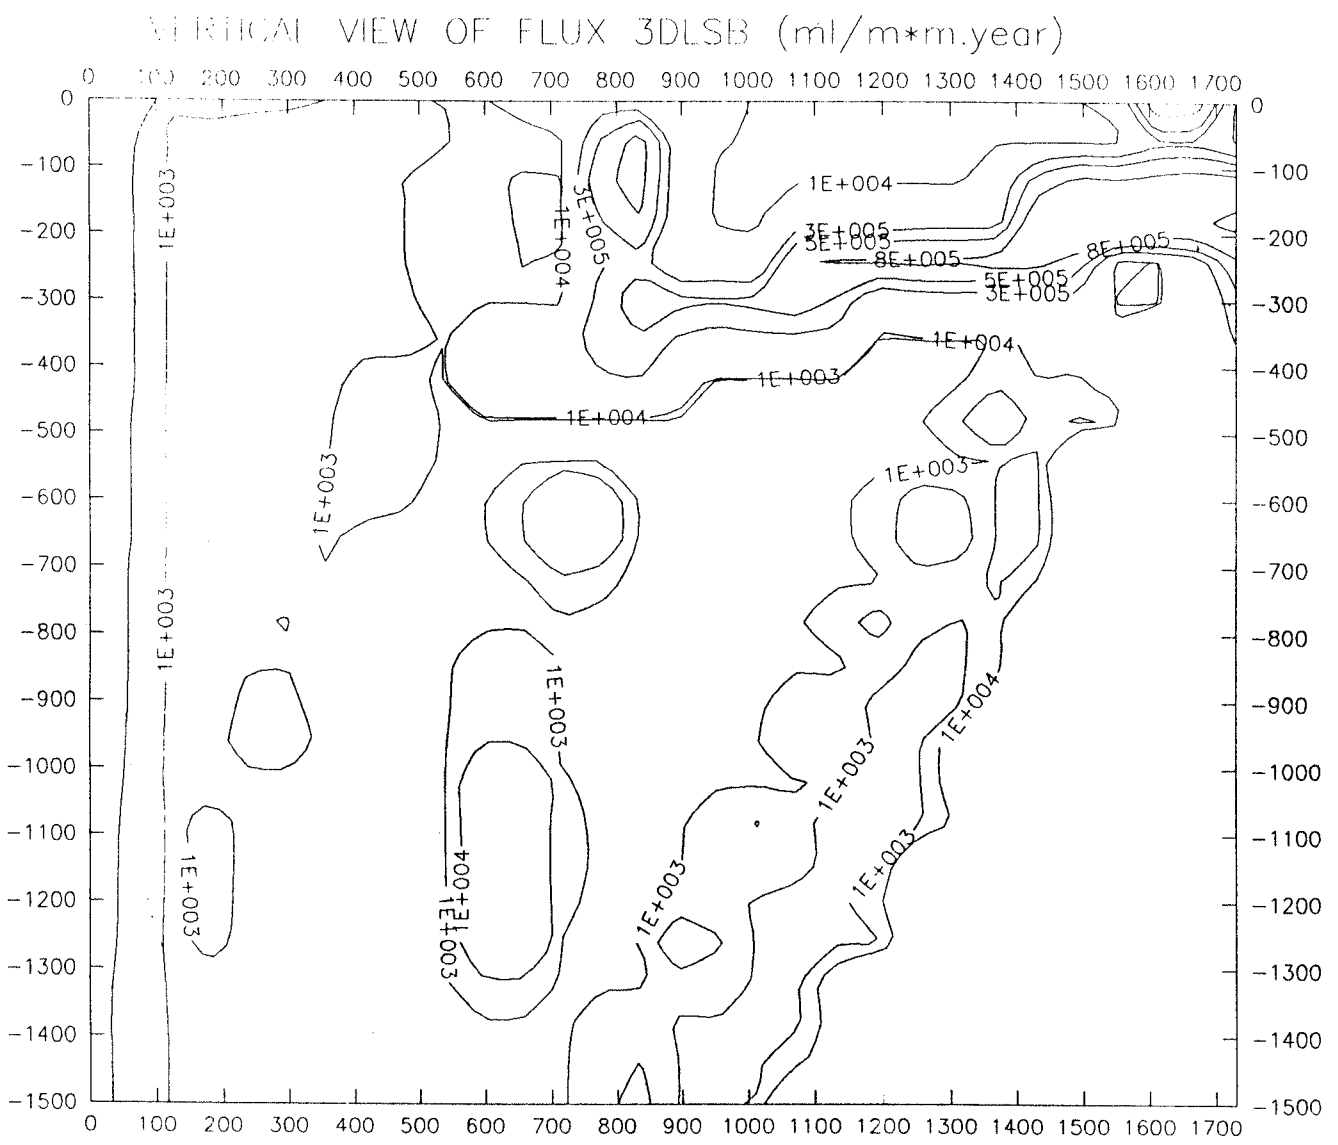 VERTICAL VIEW OF FLUX 3DLSB (ml/m*m.year)
0 100 200 300 400 500 600 700 800 900 1000 1100 1200 1300 1400 1500 1600 1700
0 0
-100 -100
1E+004
1E+003
3E+005
1E+004
-200 -200
3E+005
3E+005
8E+005
8E+005
5E+005
3E+005
-300 -300
1E+004
-400 -400
1E+003
1E+004
-500 -500
1E+003
1E+003
-600 -600
-700 -700
1E+003
-800 -800
1E+003
1E+004
-900 -900
-1000 -1000
1E+003
-1100 -1100
1E+003
1E+004
1E+003
1E+003
-1200 -1200
1E+003
-1300 -1300
-1400 -1400
-1500 -1500
0 100 200 300 400 500 600 700 800 900 1000 1100 1200 1300 1400 1500 1600 1700